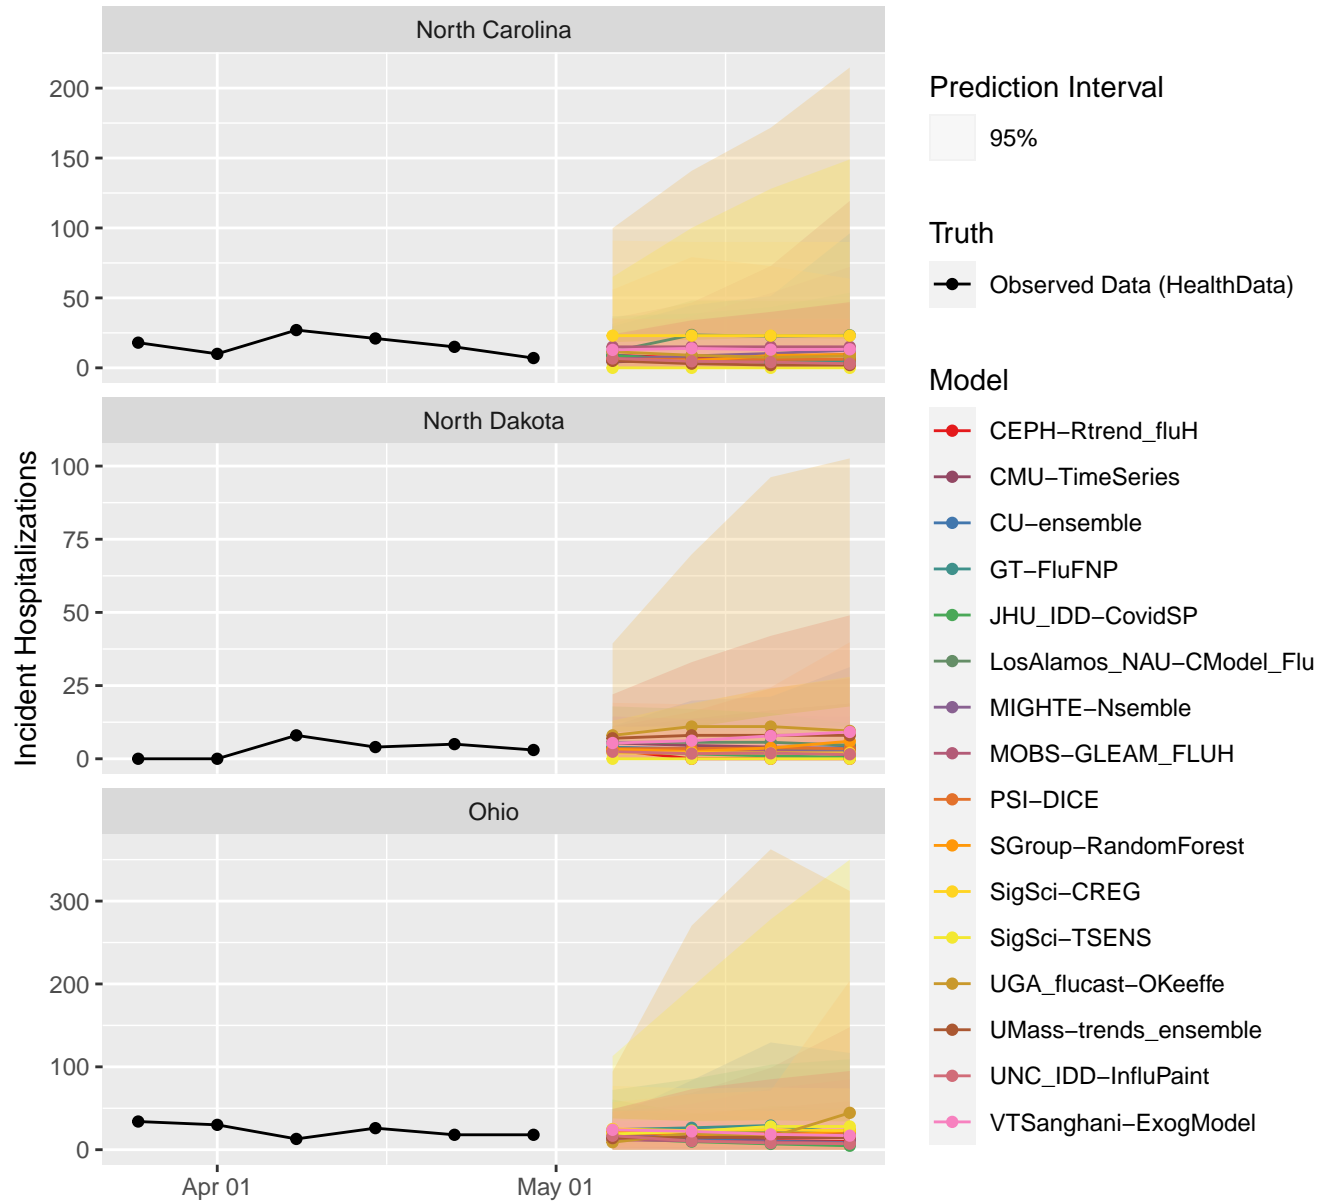 North Carolina
200
150
100
50
0
North Dakota
100
75
50
25
0
Ohio
300
200
100
0
Apr 01
May 01
Incident Hospitalizations
Prediction Interval
95%
Truth
Observed Data (HealthData)
Model
CEPH−Rtrend_fluH
CMU−TimeSeries
CU−ensemble
GT−FluFNP
JHU_IDD−CovidSP
LosAlamos_NAU−CModel_Flu
MIGHTE−Nsemble
MOBS−GLEAM_FLUH
PSI−DICE
SGroup−RandomForest
SigSci−CREG
SigSci−TSENS
UGA_flucast−OKeeffe
UMass−trends_ensemble
UNC_IDD−InfluPaint
VTSanghani−ExogModel